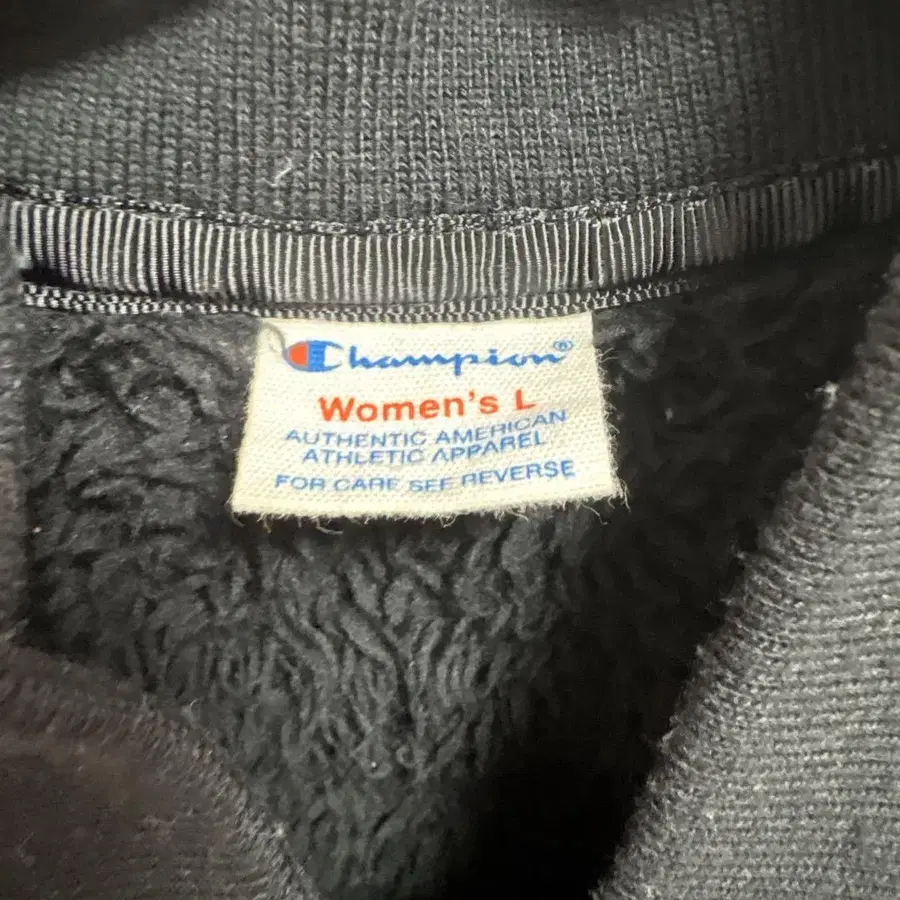 Champion®
Women's L
AUTHENTIC AMERICAN
ATHLETIC APPAREL
FOR CARE SEE REVERSE